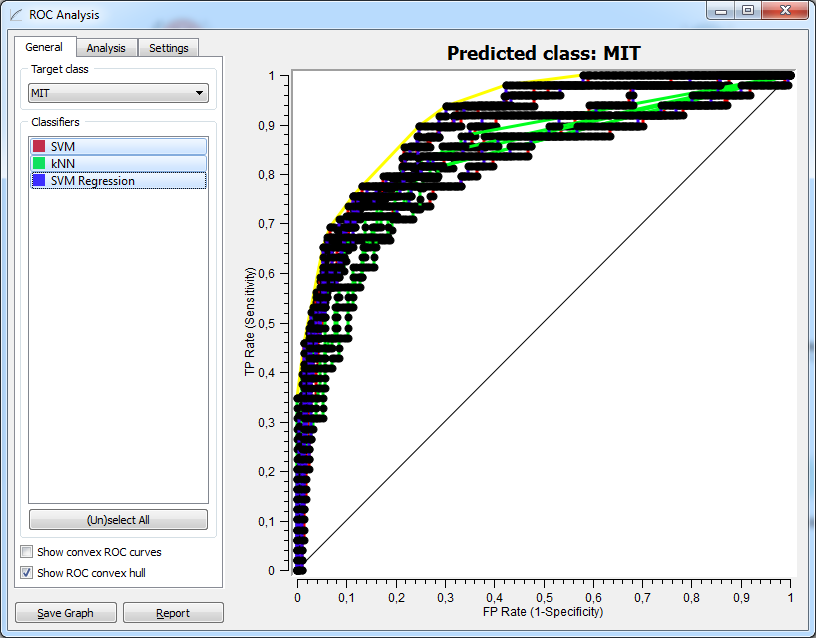 ROC Analysis
General Analysis Settings
Target class
MIT
Classifiers
SVM
kNN
SVM Regression
(Un)select All
Show convex ROC curves
Show ROC convex hull
Save Graph Report
Predicted class: MIT
TP Rate (Sensitivity)
1
0,9
0,8
0,7
0,6
0,5
0,4
0,3
0,2
0,1
0
0 0,1 0,2 0,3 0,4 0,5 0,6 0,7 0,8 0,9 1
FP Rate (1-Specificity)